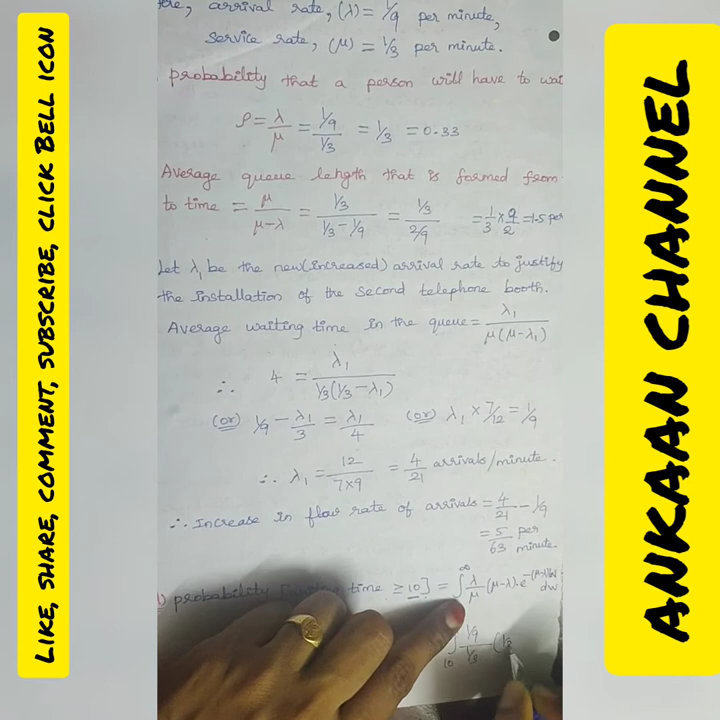 LIKE, SHARE, COMMENT, SUBSCRIBE, CLICK BELL ICON
arrival rate, (λ) = 1/9 per minute,
Service rate, (μ) = 1/3 per minute.
probability that a person will have to wai
ρ = λ/μ = (1/9)/(1/3) = 1/3 = 0.33
Average queue length that is formed from
to time = μ/(μ-λ) = (1/3)/(1/3 - 1/9) = (1/3)/(2/9) = 1/3 × 9/2 = 1.5 per
Let λ₁ be the new (increased) arrival rate to justify
the installation of the second telephone booth.
Average waiting time in the queue = λ₁/(μ(μ-λ₁))
∴ 4 = λ₁/(1/3(1/3 - λ₁))
(or) 1/9 - λ₁/3 = λ₁/4 (or) λ₁ × 7/12 = 1/9
∴ λ₁ = 12/(7×9) = 4/21 arrivals/minute.
∴ Increase in flow rate of arrivals = 4/21 - 1/9
= 5/63 per minute
probability time ≥ 10] = ∫^∞ λ/μ (μ-λ). e dw
∫ 10 (1/9)/(1/3)
ANKAAN CHANNEL